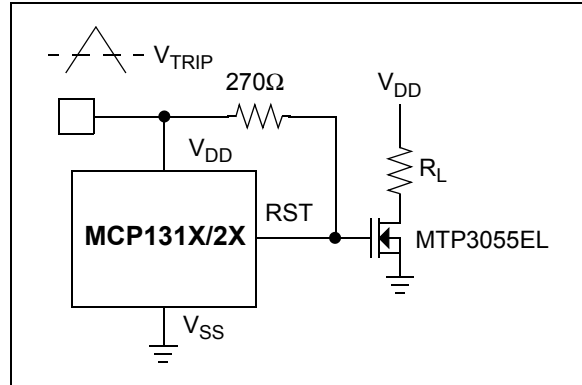 V_TRIP
270Ω
V_DD
V_DD
R_L
RST
MCP131X/2X
MTP3055EL
V_SS